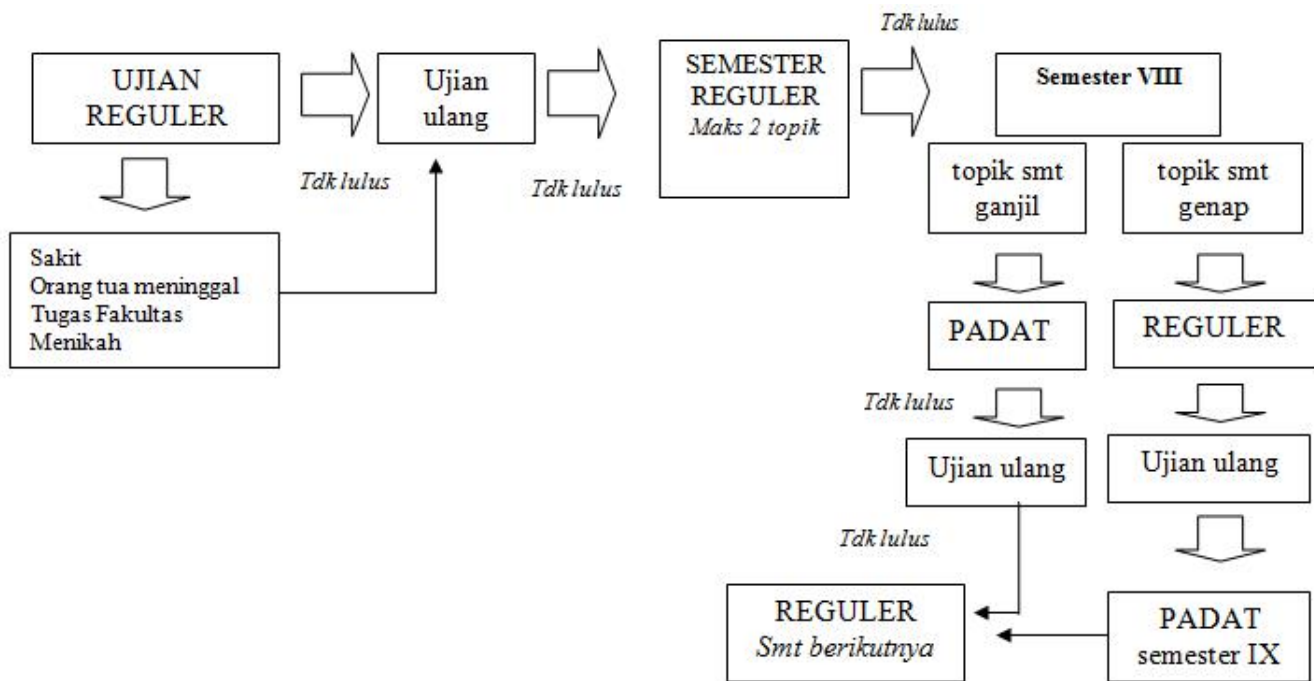 Tdk lulus
UJIAN
REGULER
Ujian
ulang
SEMESTER
REGULER
Maks 2 topik
Semester VIII
Tdk lulus
Tdk lulus
topik smt
ganjil
topik smt
genap
Sakit
Orang tua meninggal
Tugas Fakultas
Menikah
PADAT
REGULER
Tdk lulus
Ujian ulang
Ujian ulang
Tdk lulus
REGULER
Smt berikutnya
PADAT
semester IX